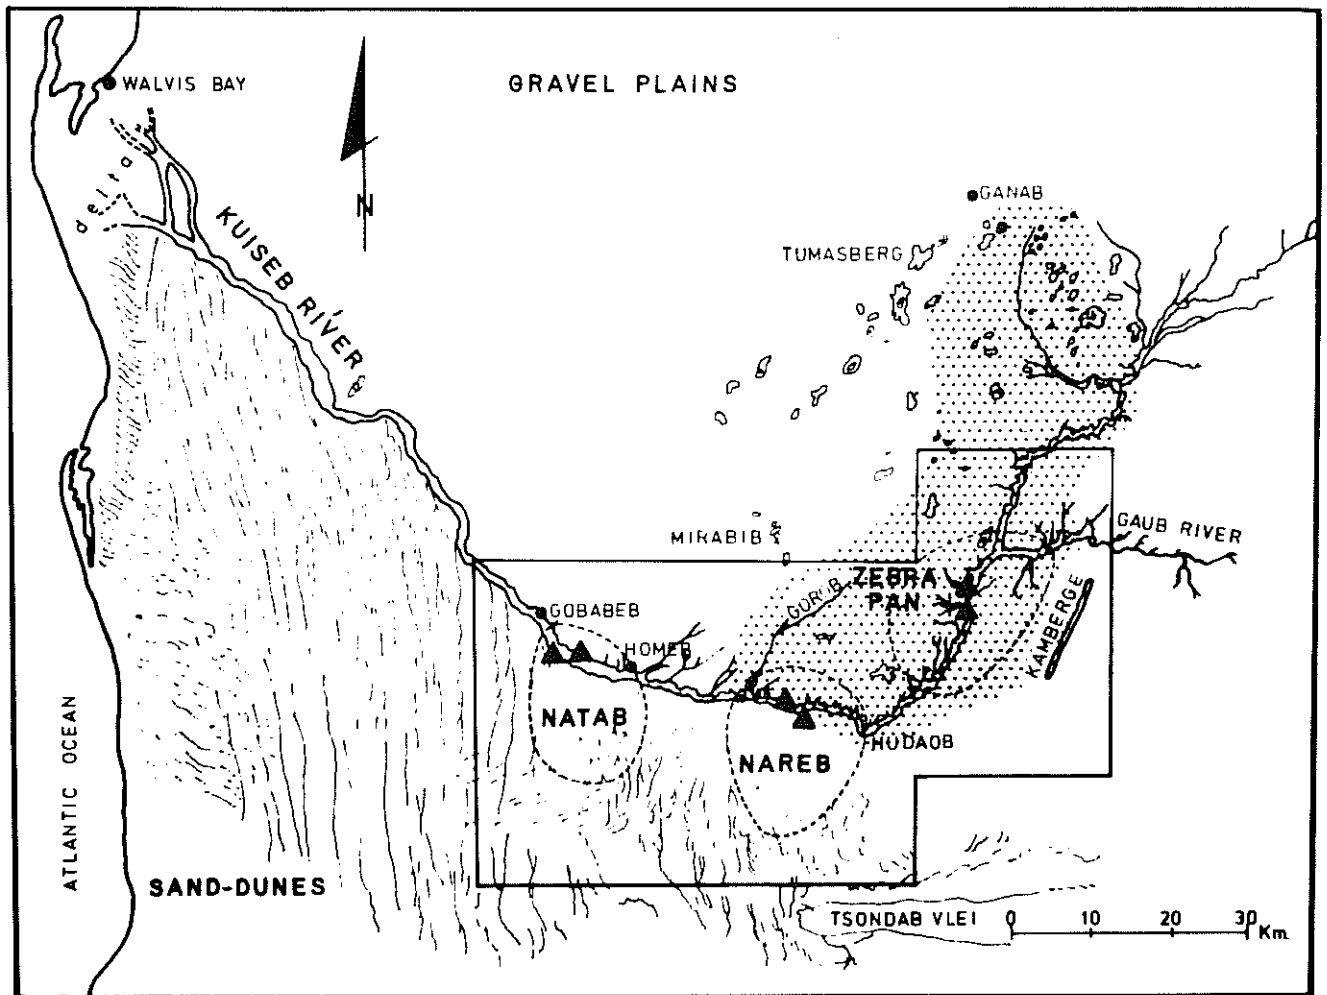 WALVIS BAY
GRAVEL PLAINS
delta
N
KUISEB RIVER
GANAB
TUMASBERG
MIRABIB
GAUB RIVER
ZEBRA
PAN
GOROB
KAMBERGE
GOBABEB
HOMEB
NATAB
NAREB
HUDAOB
ATLANTIC OCEAN
SAND-DUNES
TSONDAB VLEI
0 10 20 30
Km